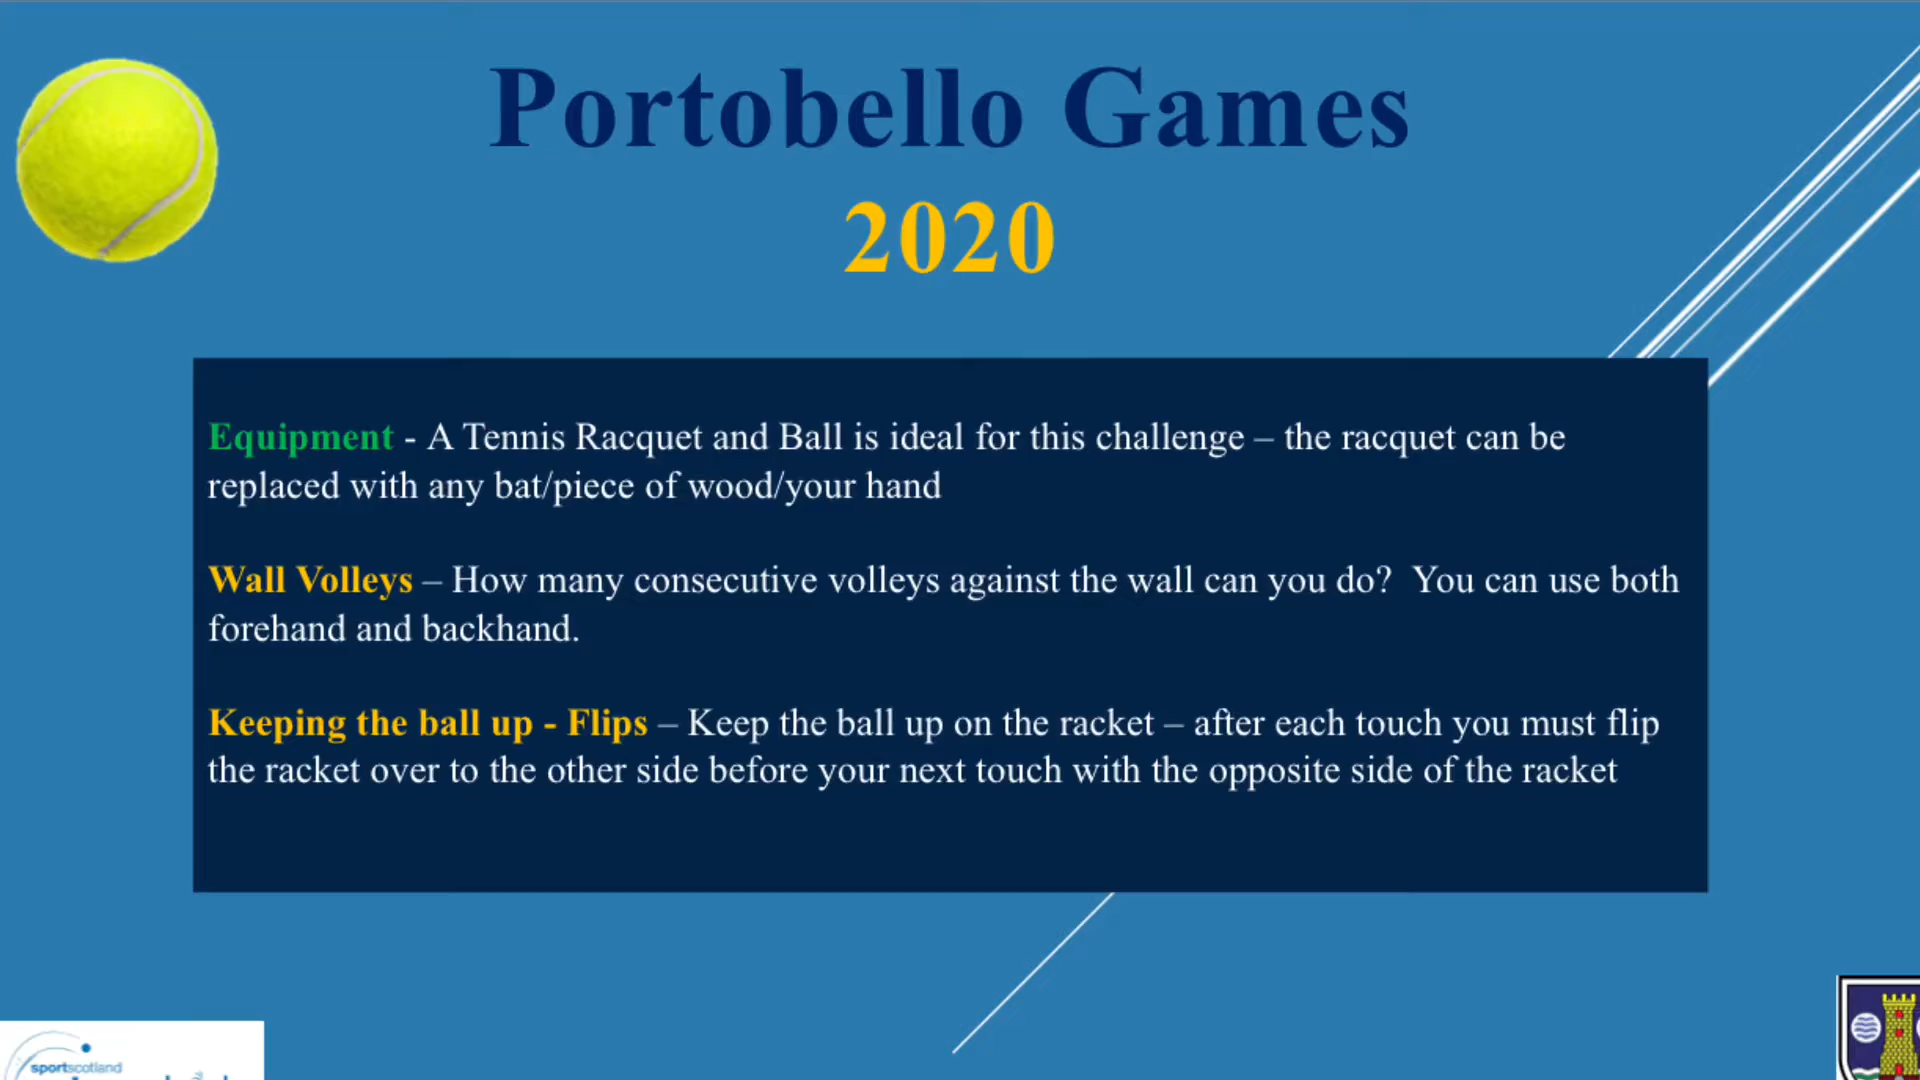 Portobello Games
2020
Equipment - A Tennis Racquet and Ball is ideal for this challenge – the racquet can be
replaced with any bat/piece of wood/your hand
Wall Volleys – How many consecutive volleys against the wall can you do?  You can use both
forehand and backhand.
Keeping the ball up - Flips – Keep the ball up on the racket – after each touch you must flip
the racket over to the other side before your next touch with the opposite side of the racket
sportscotland